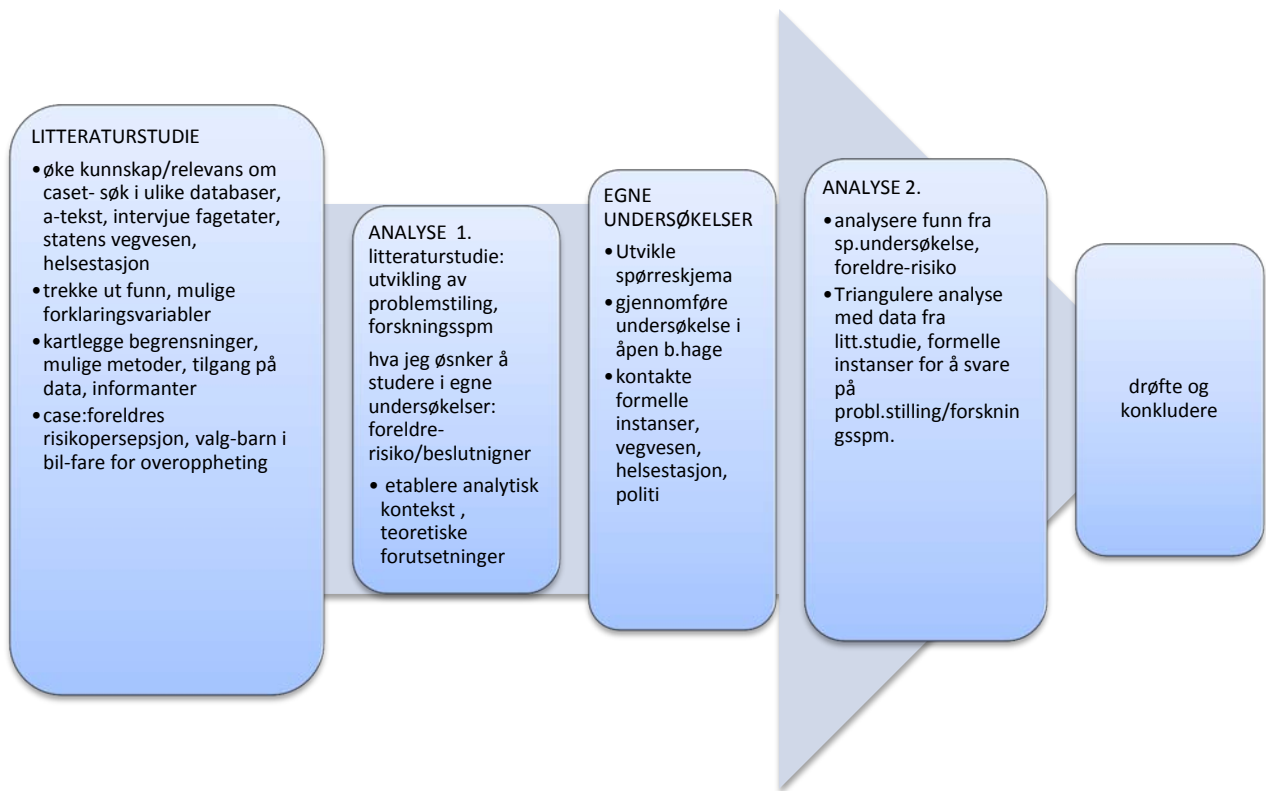 LITTERATURSTUDIE
•øke kunnskap/relevans om
caset- søk i ulike databaser,
a-tekst, intervjue fagetater,
statens vegvesen,
helsestasjon
•trekke ut funn, mulige
forklaringsvariabler
•kartlegge begrensninger,
mulige metoder, tilgang på
data, informanter
•case:foreldres
risikopersepsjon, valg-barn i
bil-fare for overoppheting
ANALYSE 1.
litteraturstudie:
utvikling av
problemstiling,
forskningsspm
hva jeg øsnker å
studere i egne
undersøkelser:
foreldre-
risiko/beslutnigner
• etablere analytisk
kontekst ,
teoretiske
forutsetninger
EGNE
UNDERSØKELSER
•Utvikle
spørreskjema
•gjennomføre
undersøkelse i
åpen b.hage
•kontakte
formelle
instanser,
vegvesen,
helsestasjon,
politi
ANALYSE 2.
•analysere funn fra
sp.undersøkelse,
foreldre-risiko
•Triangulere analyse
med data fra
litt.studie, formelle
instanser for å svare
på
probl.stilling/forsknin
gsspm.
drøfte og
konkludere